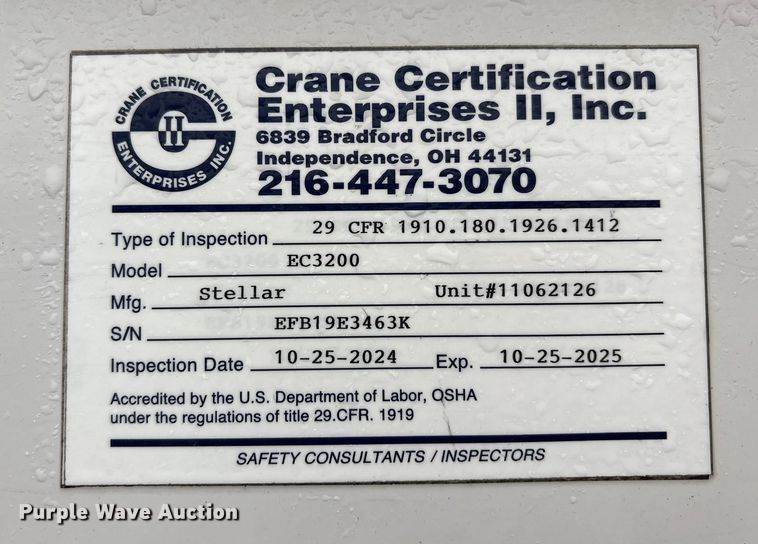 CRANE CERTIFICATION
II
ENTERPRISES INC.
Crane Certification
Enterprises II, Inc.
6839 Bradford Circle
Independence, OH 44131
216-447-3070
Type of Inspection 29 CFR 1910.180.1926.1412
Model EC3200
Mfg. Stellar Unit#11062126
S/N EFB19E3463K
Inspection Date 10-25-2024 Exp. 10-25-2025
Accredited by the U.S. Department of Labor, OSHA
under the regulations of title 29.CFR. 1919
SAFETY CONSULTANTS / INSPECTORS
Purple Wave Auction